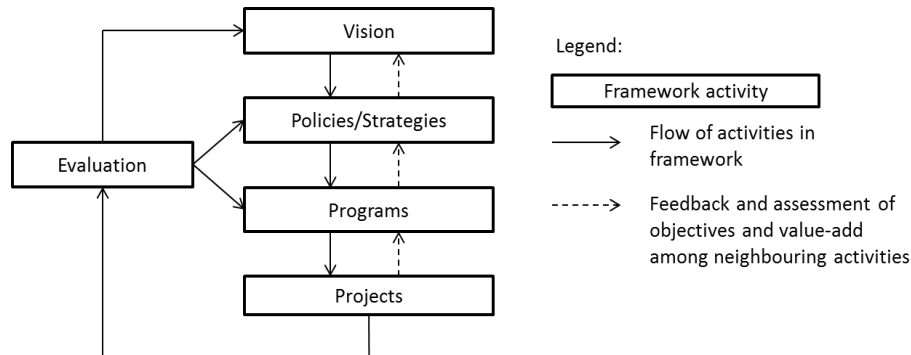 Vision
Legend:
Framework activity
Policies/Strategies
Flow of activities in
framework
Evaluation
Programs
Feedback and assessment of
objectives and value-add
among neighbouring activities
Projects